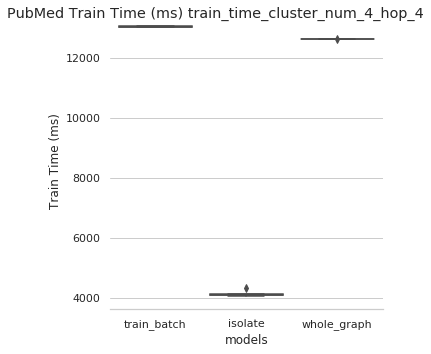 PubMed Train Time (ms) train_time_cluster_num_4_hop_4
12000
10000
8000
6000
4000
Train Time (ms)
train_batch isolate whole_graph
models